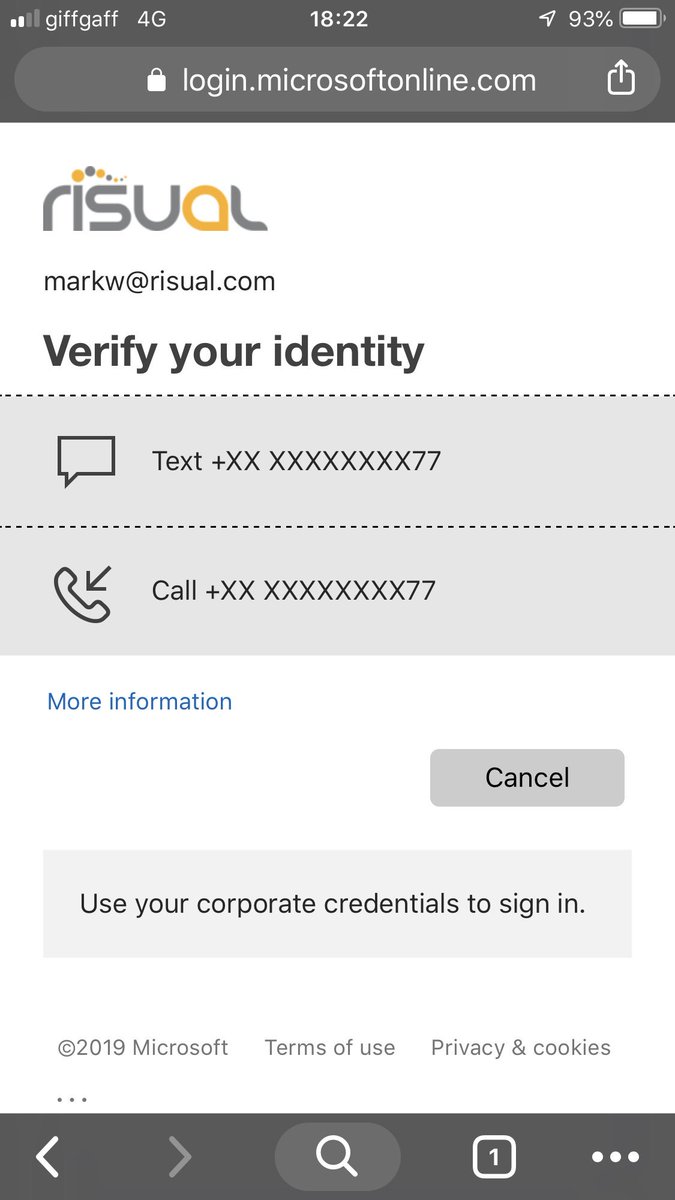 giffgaff 4G 18:22 93%
login.microsoftonline.com
risual
markw@risual.com
Verify your identity
Text +XX XXXXXXXX77
Call +XX XXXXXXXX77
More information
Cancel
Use your corporate credentials to sign in.
©2019 Microsoft Terms of use Privacy & cookies
...
1